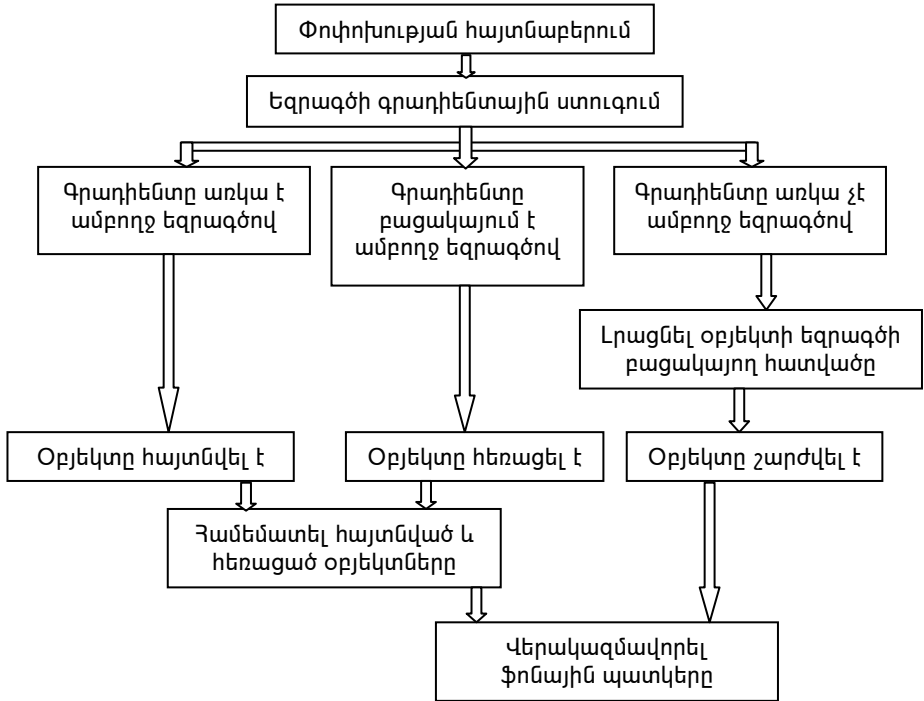 Փոփոխության հայտնաբերում
Եզրագծի գրադիենտային ստուգում
Գրադիենտը առկա է
ամբողջ եզրագծով
Գրադիենտը
բացակայում է
ամբողջ եզրագծով
Գրադիենտը առկա չէ
ամբողջ եզրագծով
Լրացնել օբյեկտի եզրագծի
բացակայող հատվածը
Օբյեկտը հայտնվել է
Օբյեկտը հեռացել է
Օբյեկտը շարժվել է
Համեմատել հայտնված և
հեռացած օբյեկտները
Վերակազմավորել
ֆոնային պատկերը